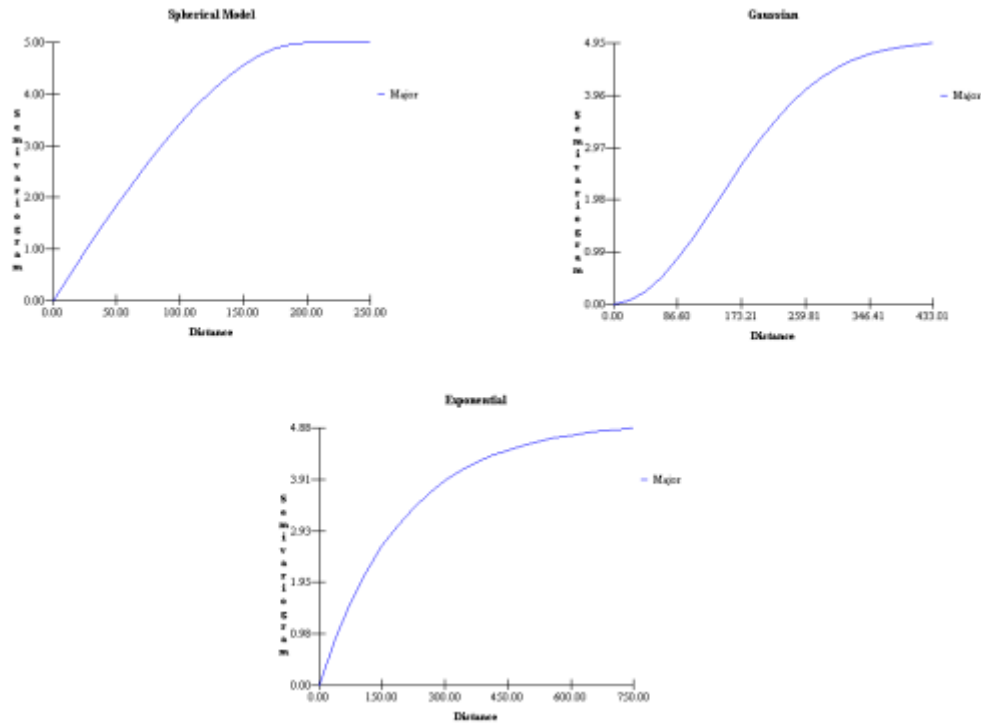 Spherical Model
5.00
4.00
3.00
2.00
1.00
0.00
Semivariogram
0.00 50.00 100.00 150.00 200.00 250.00
Distance
Major
Gaussian
4.95
3.96
2.97
1.98
0.99
0.00
Semivariogram
0.00 86.60 173.21 259.81 346.41 433.01
Distance
Major
Exponential
4.88
3.91
2.93
1.95
0.98
0.00
Semivariogram
0.00 150.00 300.00 450.00 600.00 750.00
Distance
Major